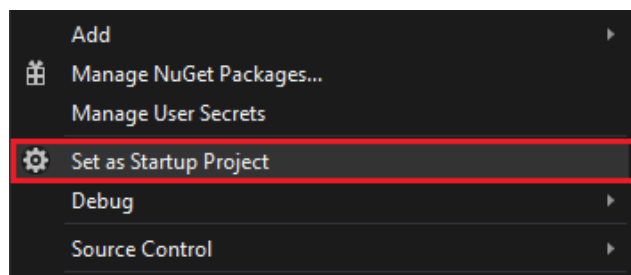 Add
Manage NuGet Packages...
Manage User Secrets
Set as Startup Project
Debug
Source Control